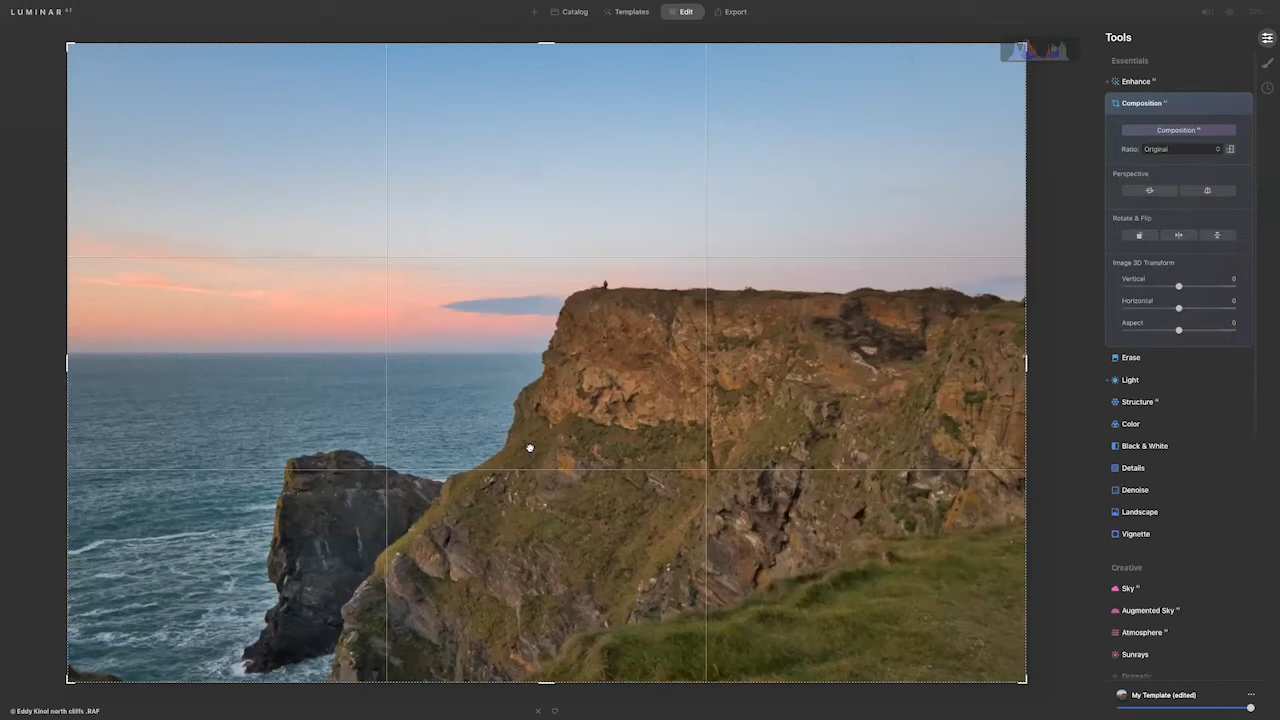 LUMINAR AI
Catalog
Templates
Edit
Export
Tools
Essentials
Enhance AI
Composition AI
Composition AI
Ratio: Original
Perspective
Rotate & Flip
Image 3D Transform
Vertical 0
Horizontal 0
Aspect 0
Erase
Light
Structure AI
Color
Black & White
Details
Denoise
Landscape
Vignette
Creative
Sky AI
Augmented Sky AI
Atmosphere AI
Sunrays
Dramatic
My Template (edited)
© Eddy Kinol north cliffs .RAF